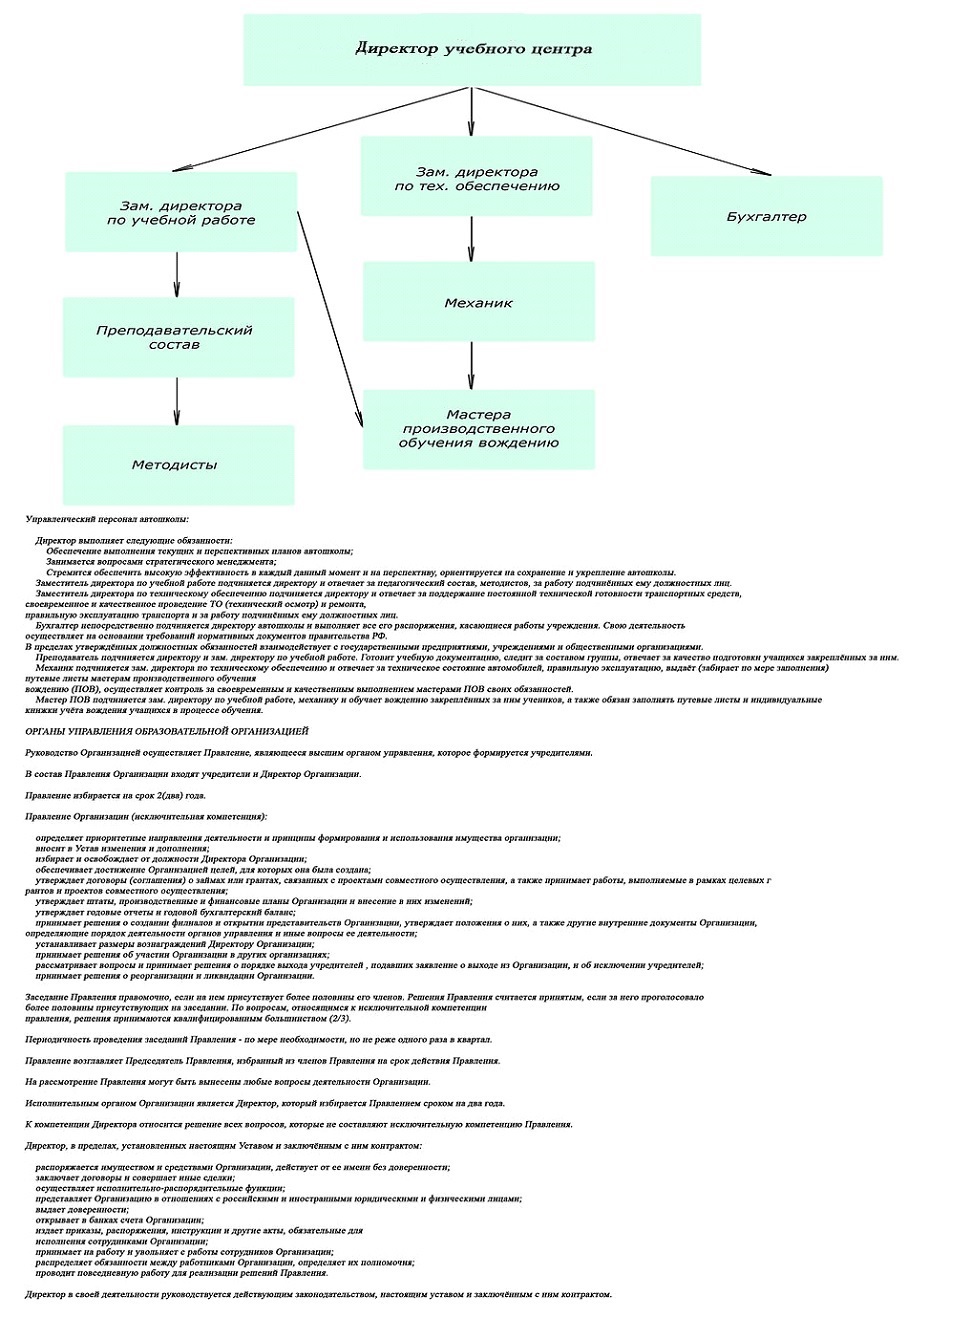 Директор учебного центра
Зам. директора
по тех. обеспечению
Зам. директора
по учебной работе
Бухгалтер
Механик
Преподавательский
состав
Мастера
производственного
обучения вождению
Методисты
Управленческий персонал автошколы:
Директор выполняет следующие обязанности:
Обеспечение выполнения текущих и перспективных планов автошколы;
Занимается вопросами стратегического менеджмента;
Стремится обеспечить высокую эффективность в каждый данный момент и на перспективу, ориентируется на сохранение и укрепление автошколы.
Заместитель директора по учебной работе подчиняется директору и отвечает за педагогический состав, методистов, за работу подчинённых ему должностных лиц.
Заместитель директора по техническому обеспечению подчиняется директору и отвечает за поддержание постоянной технической готовности транспортных средств,
своевременное и качественное проведение ТО (технический осмотр) и ремонта,
правильную эксплуатацию транспорта и за работу подчинённых ему должностных лиц.
Бухгалтер непосредственно подчиняется директору автошколы и выполняет все его распоряжения, касающиеся работы учреждения. Свою деятельность
осуществляет на основании требований нормативных документов правительства РФ.
В пределах утверждённых должностных обязанностей взаимодействует с государственными предприятиями, учреждениями и общественными организациями.
Преподаватель подчиняется директору и зам. директору по учебной работе. Готовит учебную документацию, следит за составом группы, отвечает за качество подготовки учащихся закреплённых за ним.
Механик подчиняется зам. директора по техническому обеспечению и отвечает за техническое состояние автомобилей, правильную эксплуатацию, выдаёт (забирает по мере заполнения)
путевые листы мастерам производственного обучения
вождению (ПОВ), осуществляет контроль за своевременным и качественным выполнением мастерами ПОВ своих обязанностей.
Мастер ПОВ подчиняется зам. директору по учебной работе, механику и обучает вождению закреплённых за ним учеников, а также обязан заполнять путевые листы и индивидуальные
книжки учёта вождения учащихся в процессе обучения.
ОРГАНЫ УПРАВЛЕНИЯ ОБРАЗОВАТЕЛЬНОЙ ОРГАНИЗАЦИЕЙ
Руководство Организацией осуществляет Правление, являющееся высшим органом управления, которое формируется учредителями.
В состав Правления Организации входят учредители и Директор Организации.
Правление избирается на срок 2(два) года.
Правление Организации (исключительная компетенция):
определяет приоритетные направления деятельности и принципы формирования и использования имущества организации;
вносит в Устав изменения и дополнения;
избирает и освобождает от должности Директора Организации;
обеспечивает достижение Организацией целей, для которых она была создана;
утверждает договоры (соглашения) о займах или грантах, связанных с проектами совместного осуществления, а также принимает работы, выполняемые в рамках целевых г
рантов и проектов совместного осуществления;
утверждает штаты, производственные и финансовые планы Организации и внесение в них изменений;
утверждает годовые отчеты и годовой бухгалтерский баланс;
принимает решения о создании филиалов и открытии представительств Организации, утверждает положения о них, а также другие внутренние документы Организации,
определяющие порядок деятельности органов управления и иные вопросы ее деятельности;
устанавливает размеры вознаграждений Директору Организации;
принимает решения об участии Организации в других организациях;
рассматривает вопросы и принимает решения о порядке выхода учредителей , подавших заявление о выходе из Организации, и об исключении учредителей;
принимает решения о реорганизации и ликвидации Организации.
Заседание Правления правомочно, если на нем присутствует более половины его членов. Решения Правления считается принятым, если за него проголосовало
более половины присутствующих на заседании. По вопросам, относящимся к исключительной компетенции
правления, решения принимаются квалифицированным большинством (2/3).
Периодичность проведения заседаний Правления - по мере необходимости, но не реже одного раза в квартал.
Правление возглавляет Председатель Правления, избранный из членов Правления на срок действия Правления.
На рассмотрение Правления могут быть вынесены любые вопросы деятельности Организации.
Исполнительным органом Организации является Директор, который избирается Правлением сроком на два года.
К компетенции Директора относится решение всех вопросов, которые не составляют исключительную компетенцию Правления.
Директор, в пределах, установленных настоящим Уставом и заключённым с ним контрактом:
распоряжается имуществом и средствами Организации, действует от ее имени без доверенности;
заключает договоры и совершает иные сделки;
осуществляет исполнительно-распорядительные функции;
представляет Организацию в отношениях с российскими и иностранными юридическими и физическими лицами;
выдает доверенности;
открывает в банках счета Организации;
издает приказы, распоряжения, инструкции и другие акты, обязательные для
исполнения сотрудниками Организации;
принимает на работу и увольняет с работы сотрудников Организации;
распределяет обязанности между работниками Организации, определяет их полномочия;
проводит повседневную работу для реализации решений Правления.
Директор в своей деятельности руководствуется действующим законодательством, настоящим уставом и заключённым с ним контрактом.